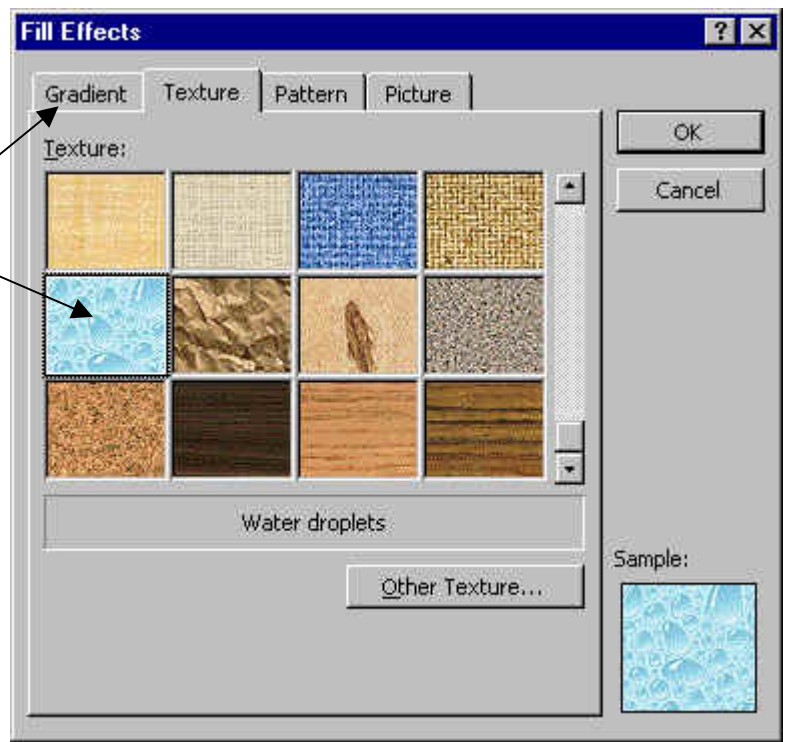 Fill Effects
Gradient Texture Pattern Picture
OK
Texture:
Cancel
Water droplets
Sample:
Other Texture...